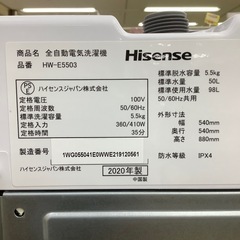 品名 全自動電気洗濯機
品番 HW-E5503
Hisense
ハイセンスジャパン株式会社
定格電圧 100V
定格周波数 50/60Hz
標準洗濯容量 5.5kg
定格消費電力 360/410W
定格時間 35分
標準脱水容量 5.5kg
標準水量 50L
標準使用水量 98L
50/60Hz共用
外形寸法
幅 540mm
奥行 540mm
高さ 880mm
防水等級 IPX4
製造番号
1WG055041E0WWE219120561
ハイセンスジャパン株式会社
2020年製
中国製